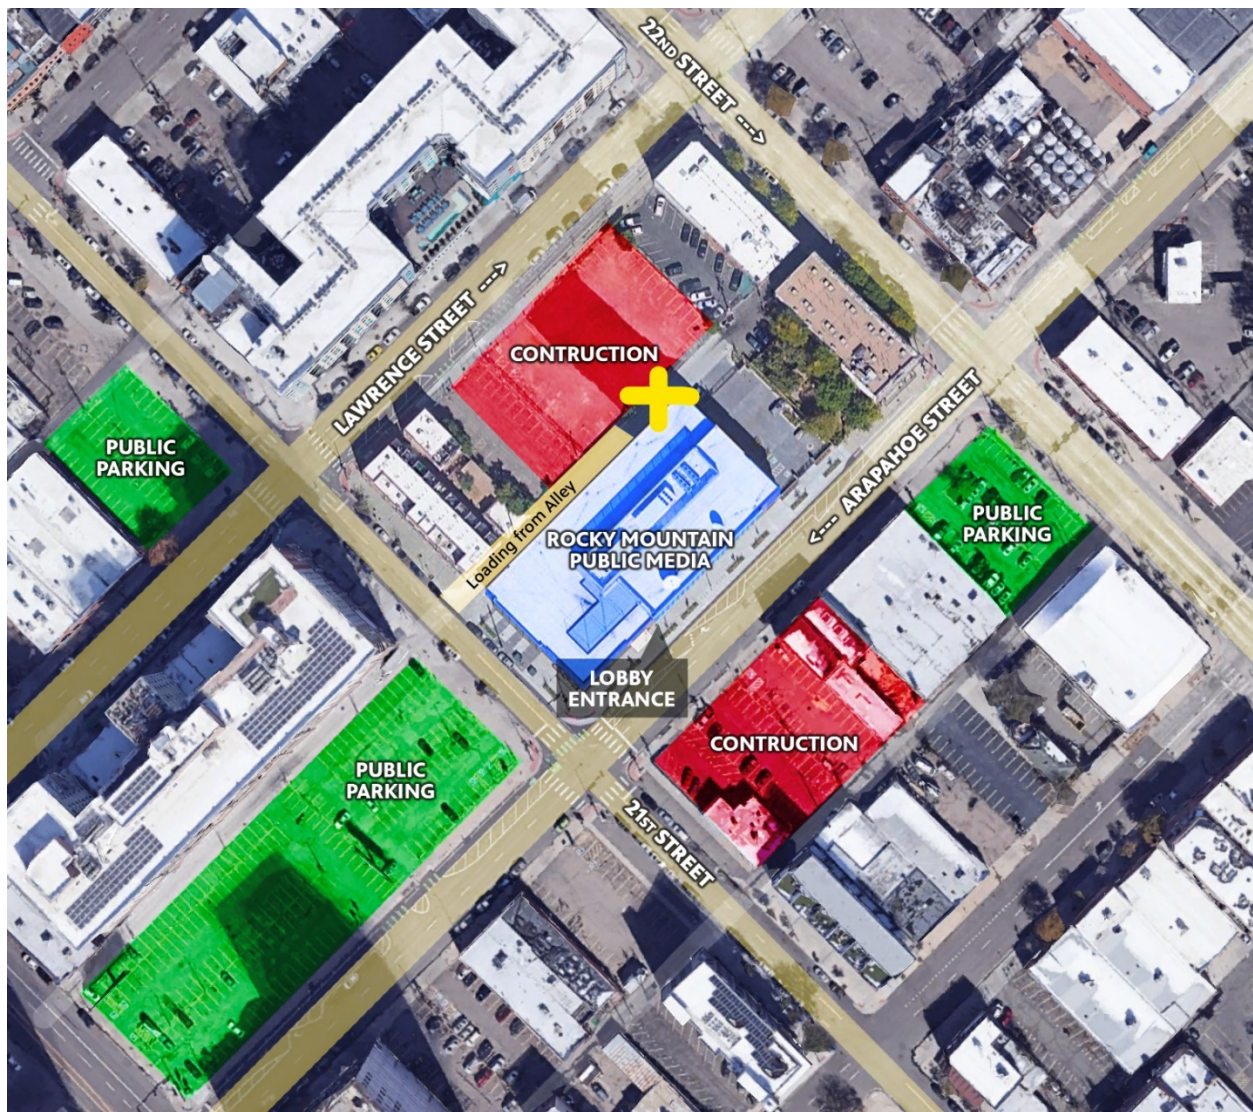 22ND STREET --->
LAWRENCE STREET --->
CONTRUCTION
PUBLIC
PARKING
<--- ARAPAHOE STREET
Loading from Alley
ROCKY MOUNTAIN
PUBLIC MEDIA
PUBLIC
PARKING
LOBBY
ENTRANCE
CONTRUCTION
PUBLIC
PARKING
21ST STREET